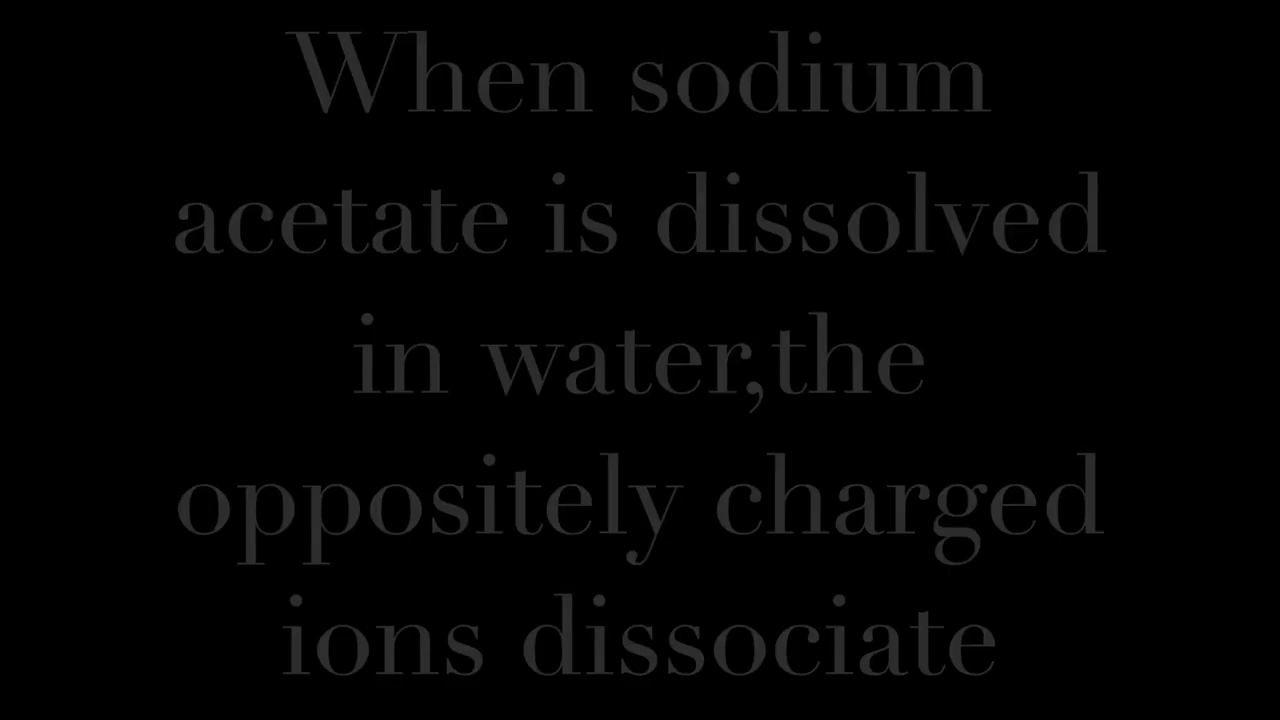 When sodium
acetate is dissolved
in water,the
oppositely charged
ions dissociate